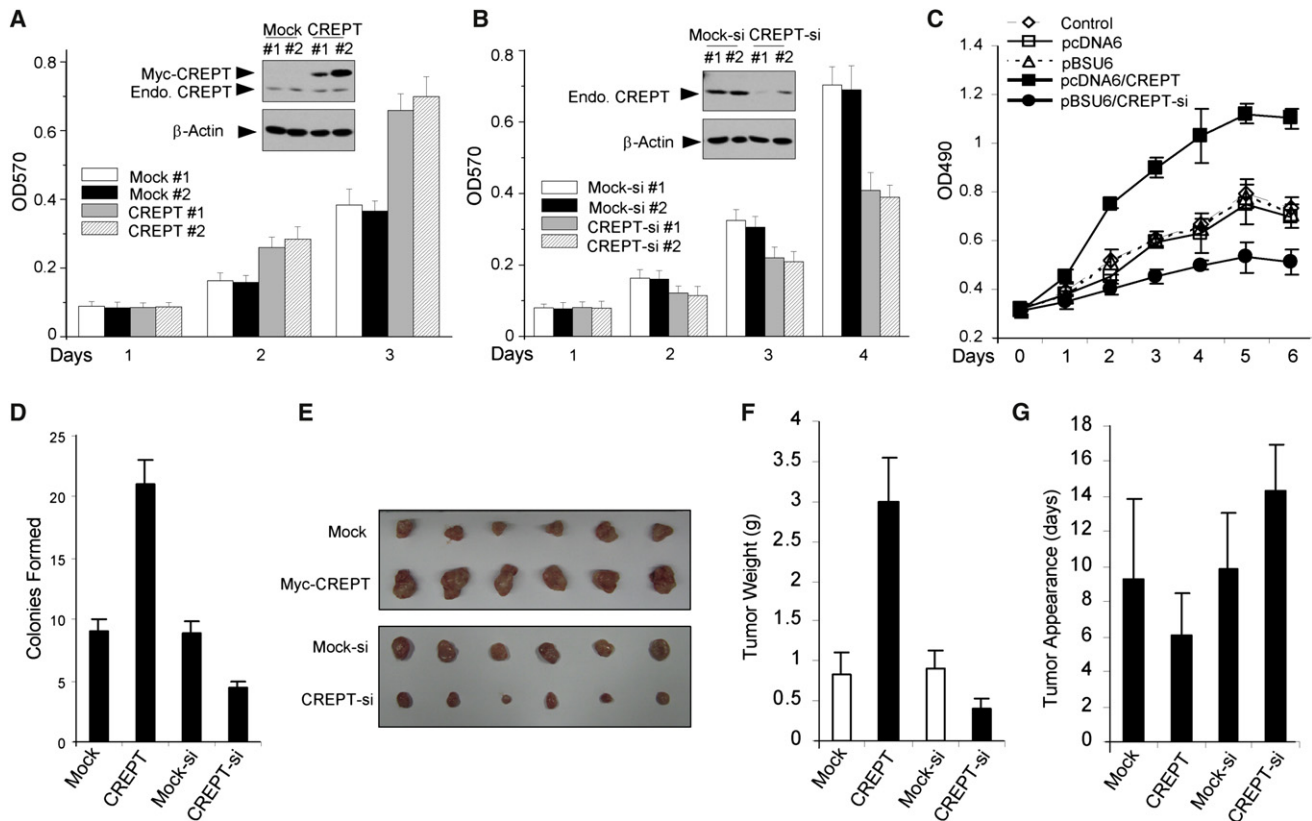 A
Mock CREPT
#1 #2 #1 #2
Myc-CREPT
Endo. CREPT
β-Actin
OD570
0.8
0.6
0.4
0.2
0
Mock #1
Mock #2
CREPT #1
CREPT #2
Days 1 2 3
B
Mock-si CREPT-si
#1 #2 #1 #2
Endo. CREPT
β-Actin
OD570
0.8
0.6
0.4
0.2
0
Mock-si #1
Mock-si #2
CREPT-si #1
CREPT-si #2
Days 1 2 3 4
C
Control
pcDNA6
pBSU6
pcDNA6/CREPT
pBSU6/CREPT-si
OD490
1.4
1.2
1.0
0.8
0.6
0.4
0.2
Days 0 1 2 3 4 5 6
D
Colonies Formed
25
20
15
10
5
0
Mock
CREPT
Mock-si
CREPT-si
E
Mock
Myc-CREPT
Mock-si
CREPT-si
F
Tumor Weight (g)
4
3.5
3
2.5
2
1.5
1
0.5
0
Mock
CREPT
Mock-si
CREPT-si
G
Tumor Appearance (days)
18
16
14
12
10
8
6
4
2
0
Mock
CREPT
Mock-si
CREPT-si